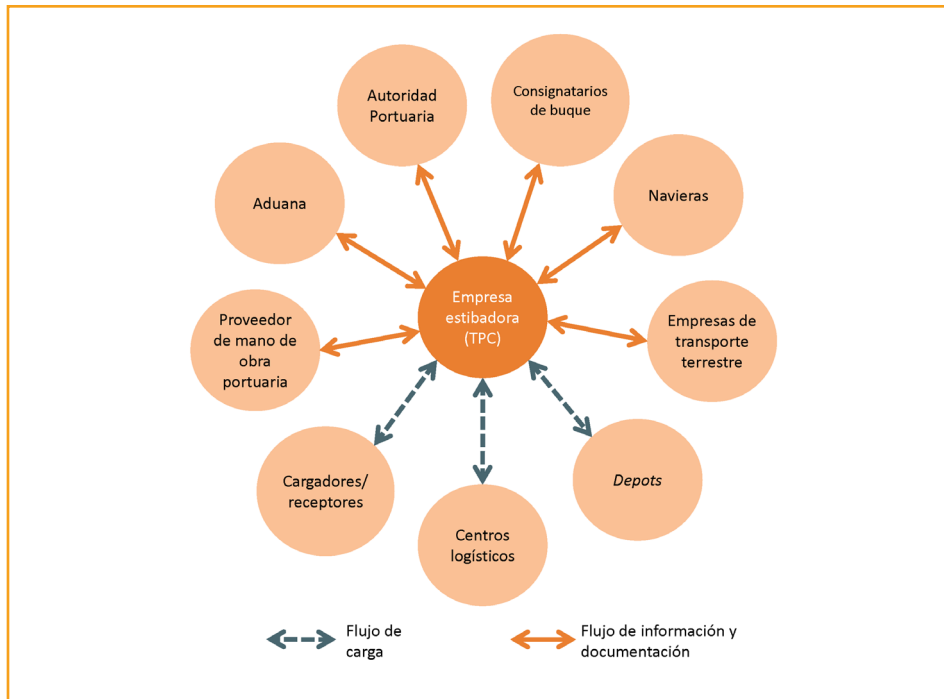 Autoridad
Portuaria
Consignatarios
de buque
Aduana
Navieras
Empresa
estibadora
(TPC)
Proveedor
de mano de
obra
portuaria
Empresas de
transporte
terrestre
Cargadores/
receptores
Centros
logísticos
Depots
Flujo de
carga
Flujo de información y
documentación